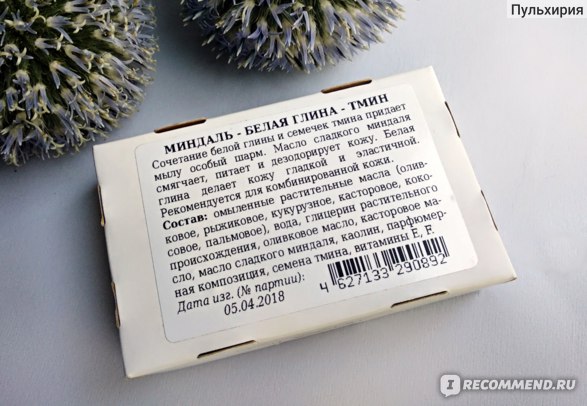 Пульхирия
МИНДАЛЬ - БЕЛАЯ ГЛИНА - ТМИН
Сочетание белой глины и семечек тмина придает
мылу особый шарм. Масло сладкого миндаля
смягчает, питает и дезодорирует кожу. Белая
глина делает кожу гладкой и эластичной.
Рекомендуется для комбинированной кожи.
Состав: омыленные растительные масла (олив-
ковое, рыжиковое, кукурузное, касторовое, коко-
совое, пальмовое), вода, глицерин растительного
происхождения, оливковое масло, касторовое ма-
сло, масло сладкого миндаля, каолин, парфюмер-
ная композиция, семена тмина, витамины Е, F.
Дата изг. (№ партии):
05.04.2018
4 627133 290892
I RECOMMEND.RU